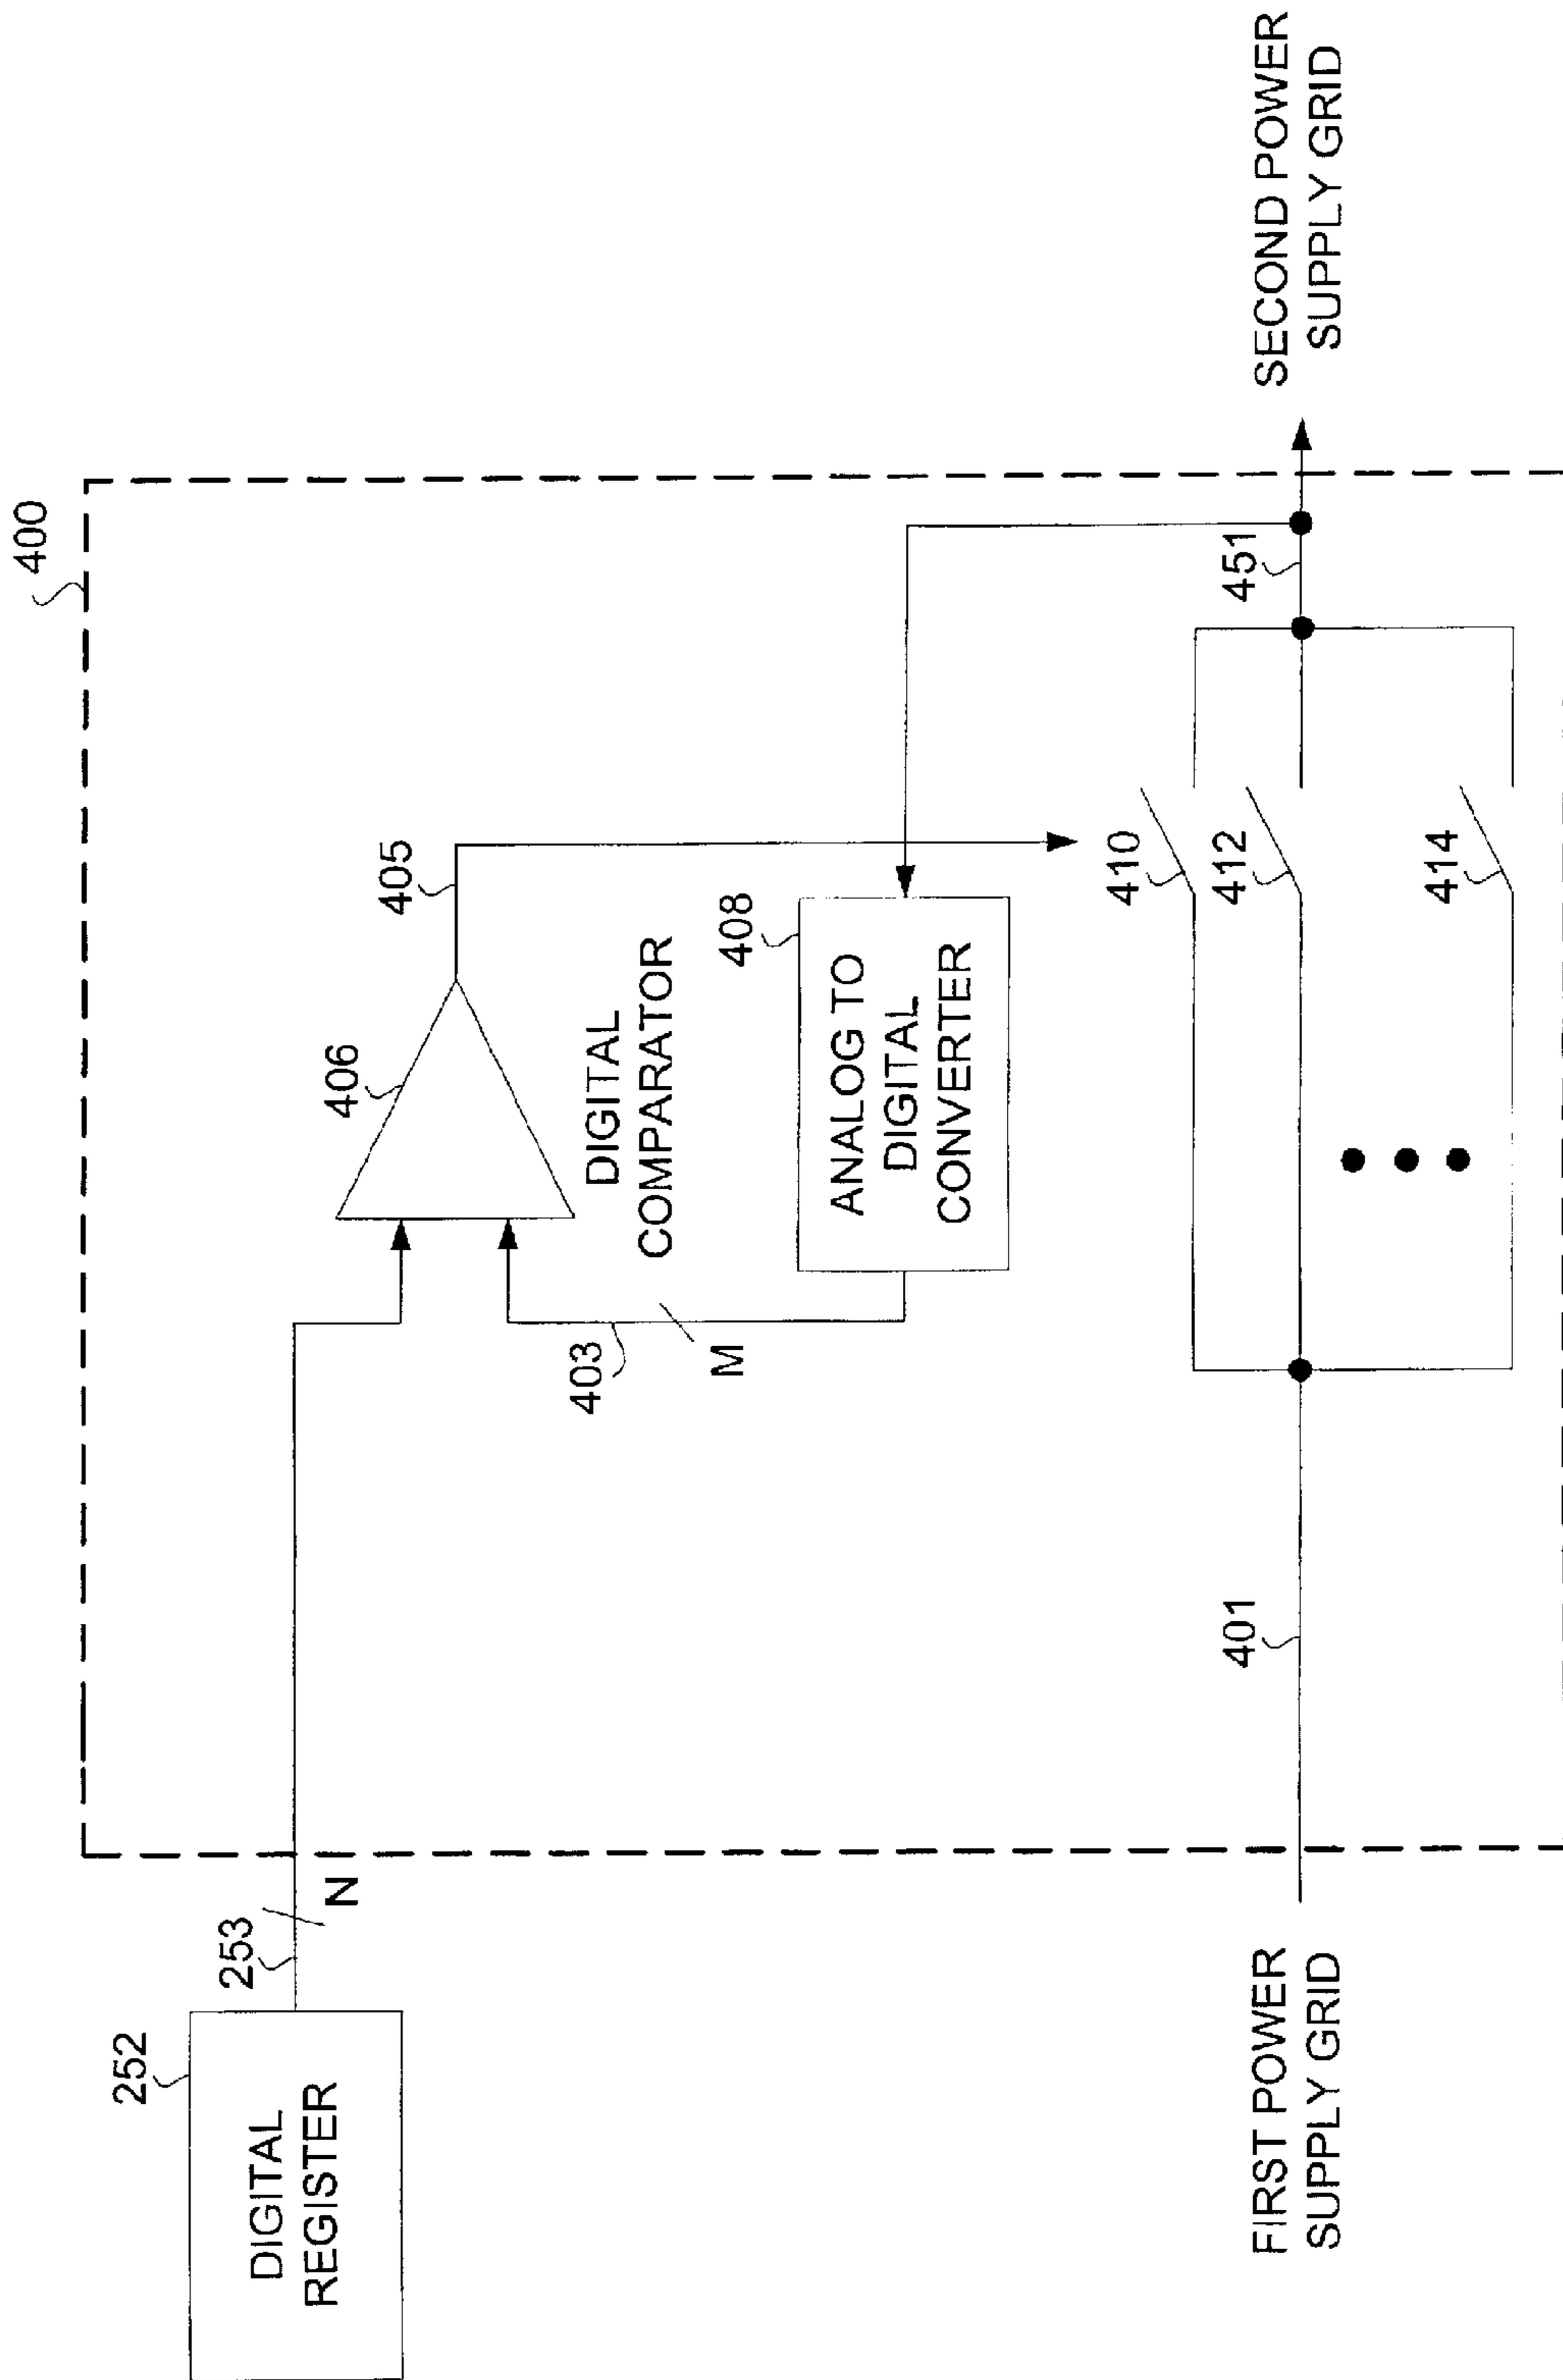 400
252
DIGITAL
REGISTER
253
N
406
405
DIGITAL
COMPARATOR
403
M
408
ANALOG TO
DIGITAL
CONVERTER
410
412
414
401
451
FIRST POWER
SUPPLY GRID
SECOND POWER
SUPPLY GRID